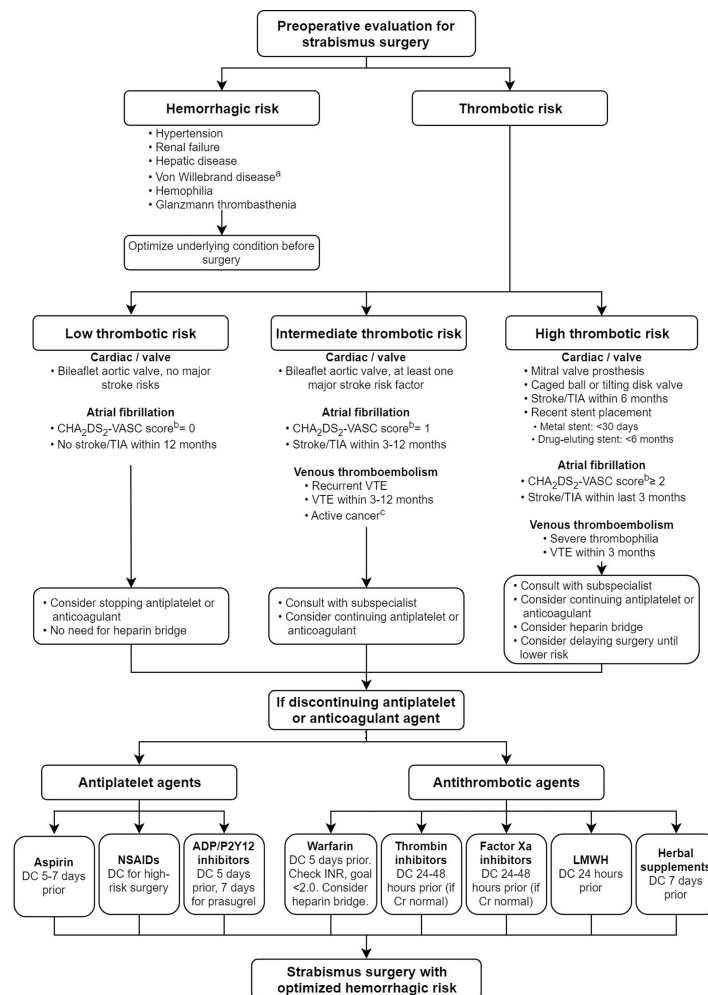 Preoperative evaluation for
strabismus surgery
Hemorrhagic risk
• Hypertension
• Renal failure
• Hepatic disease
• Von Willebrand diseaseᵃ
• Hemophilia
• Glanzmann thrombasthenia
Optimize underlying condition before
surgery
Thrombotic risk
Low thrombotic risk
Cardiac / valve
• Bileaflet aortic valve, no major
stroke risks
Atrial fibrillation
• CHA₂DS₂-VASC scoreᵇ= 0
• No stroke/TIA within 12 months
• Consider stopping antiplatelet or
anticoagulant
• No need for heparin bridge
Intermediate thrombotic risk
Cardiac / valve
• Bileaflet aortic valve, at least one
major stroke risk factor
Atrial fibrillation
• CHA₂DS₂-VASC scoreᵇ= 1
• Stroke/TIA within 3-12 months
Venous thromboembolism
• Recurrent VTE
• VTE within 3-12 months
• Active cancerᶜ
• Consult with subspecialist
• Consider continuing antiplatelet or
anticoagulant
High thrombotic risk
Cardiac / valve
• Mitral valve prosthesis
• Caged ball or tilting disk valve
• Stroke/TIA within 6 months
• Recent stent placement
• Metal stent: <30 days
• Drug-eluting stent: <6 months
Atrial fibrillation
• CHA₂DS₂-VASC scoreᵇ≥ 2
• Stroke/TIA within last 3 months
Venous thromboembolism
• Severe thrombophilia
• VTE within 3 months
• Consult with subspecialist
• Consider continuing antiplatelet or
anticoagulant
• Consider heparin bridge
• Consider delaying surgery until
lower risk
If discontinuing antiplatelet
or anticoagulant agent
Antiplatelet agents
Aspirin
DC 5-7 days
prior
NSAIDs
DC for high-
risk surgery
ADP/P2Y12
inhibitors
DC 5 days
prior, 7 days
for prasugrel
Antithrombotic agents
Warfarin
DC 5 days prior.
Check INR, goal
<2.0. Consider
heparin bridge.
Thrombin
inhibitors
DC 24-48
hours prior (if
Cr normal)
Factor Xa
inhibitors
DC 24-48
hours prior (if
Cr normal)
LMWH
DC 24 hours
prior
Herbal
supplements
DC 7 days
prior
Strabismus surgery with
optimized hemorrhagic risk